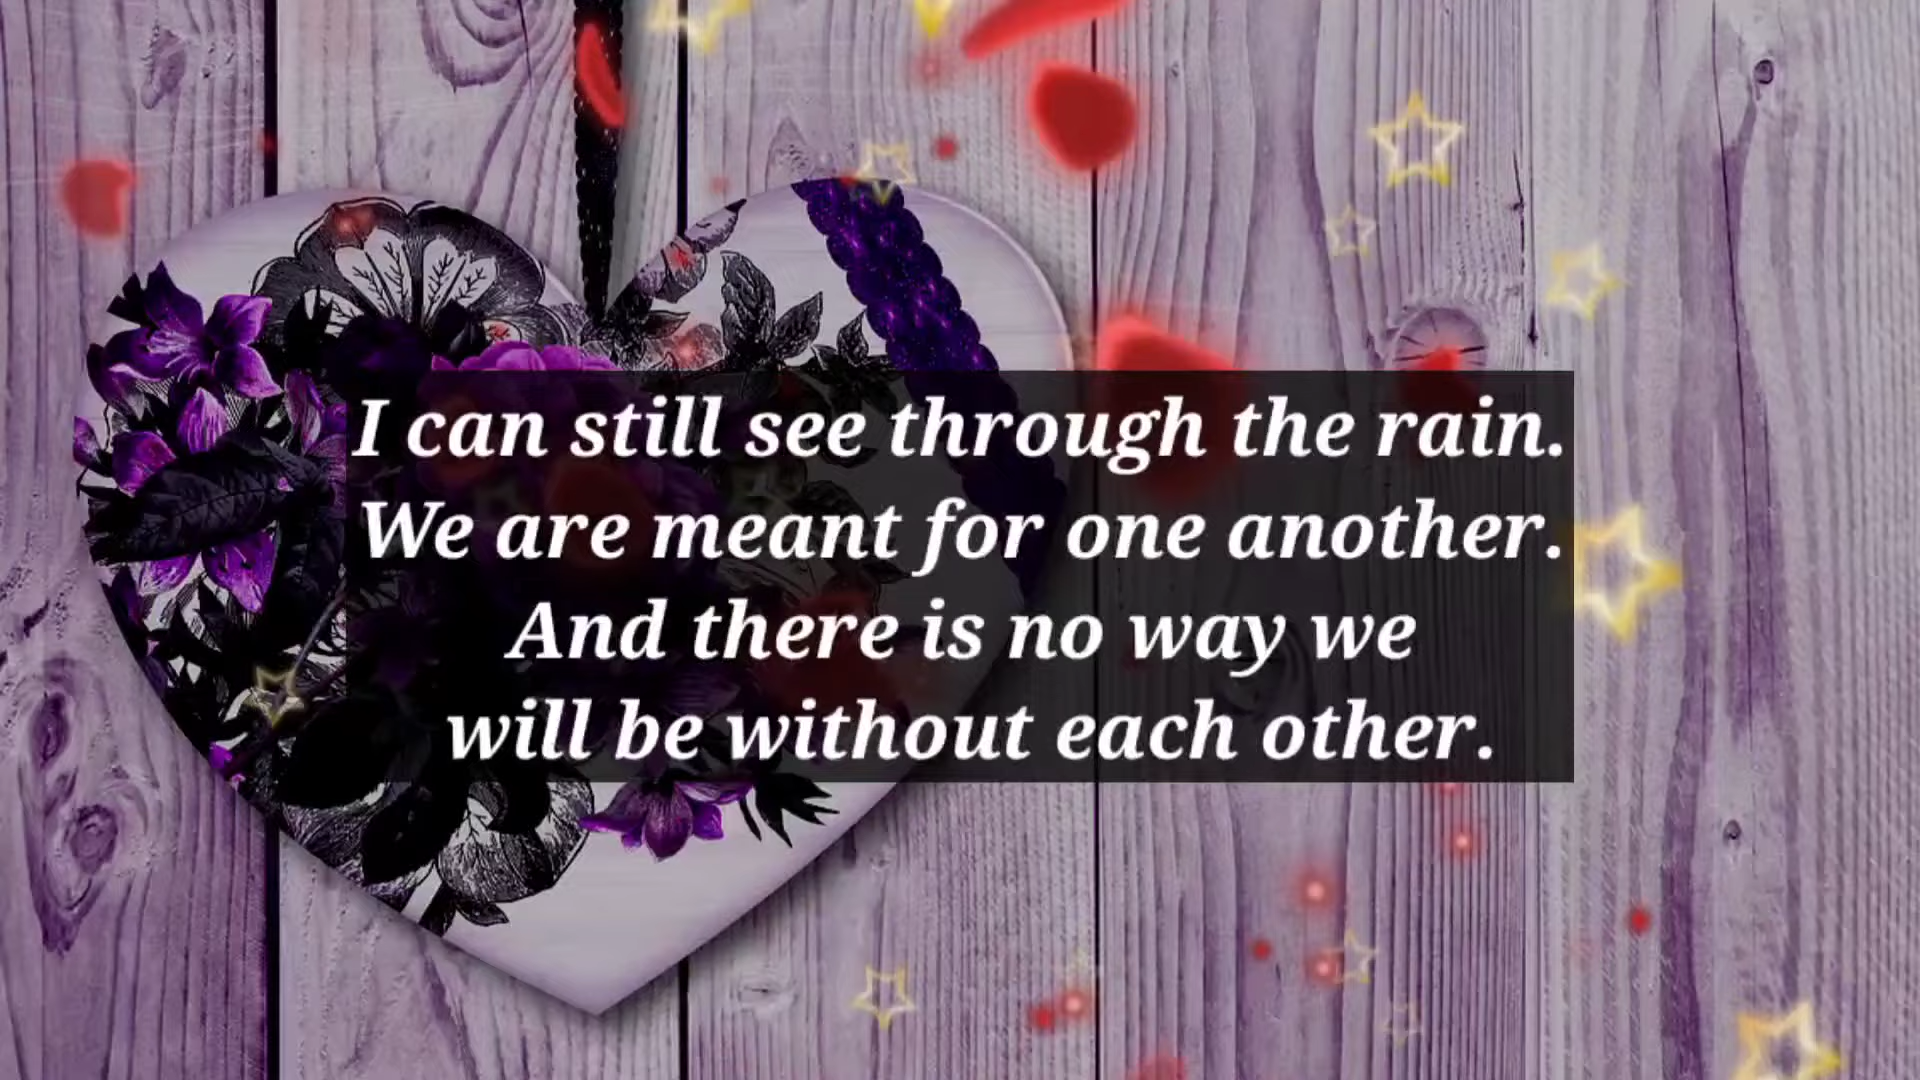 I can still see through the rain.
We are meant for one another.
And there is no way we
will be without each other.